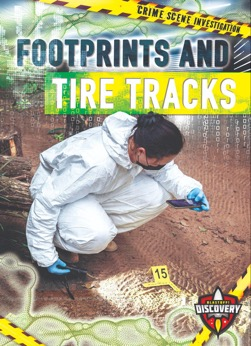 CRIME SCENE INVESTIGATION
FOOTPRINTS AND
TIRE TRACKS
15
BLASTOFF!
DISCOVERY